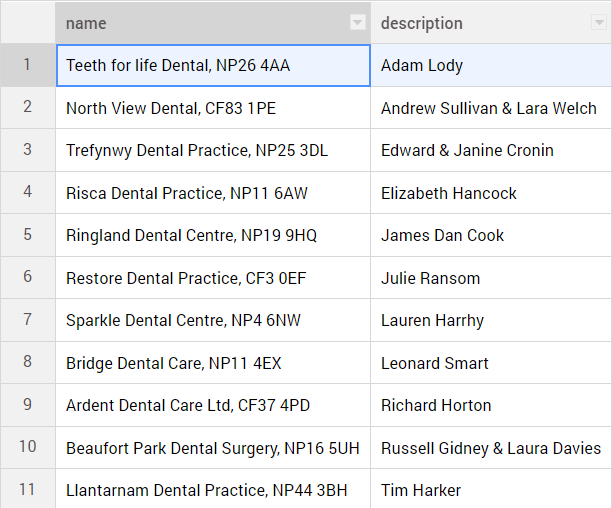 name description
1 Teeth for life Dental, NP26 4AA Adam Lody
2 North View Dental, CF83 1PE Andrew Sullivan & Lara Welch
3 Trefynwy Dental Practice, NP25 3DL Edward & Janine Cronin
4 Risca Dental Practice, NP11 6AW Elizabeth Hancock
5 Ringland Dental Centre, NP19 9HQ James Dan Cook
6 Restore Dental Practice, CF3 0EF Julie Ransom
7 Sparkle Dental Centre, NP4 6NW Lauren Harrhy
8 Bridge Dental Care, NP11 4EX Leonard Smart
9 Ardent Dental Care Ltd, CF37 4PD Richard Horton
10 Beaufort Park Dental Surgery, NP16 5UH Russell Gidney & Laura Davies
11 Llantarnam Dental Practice, NP44 3BH Tim Harker